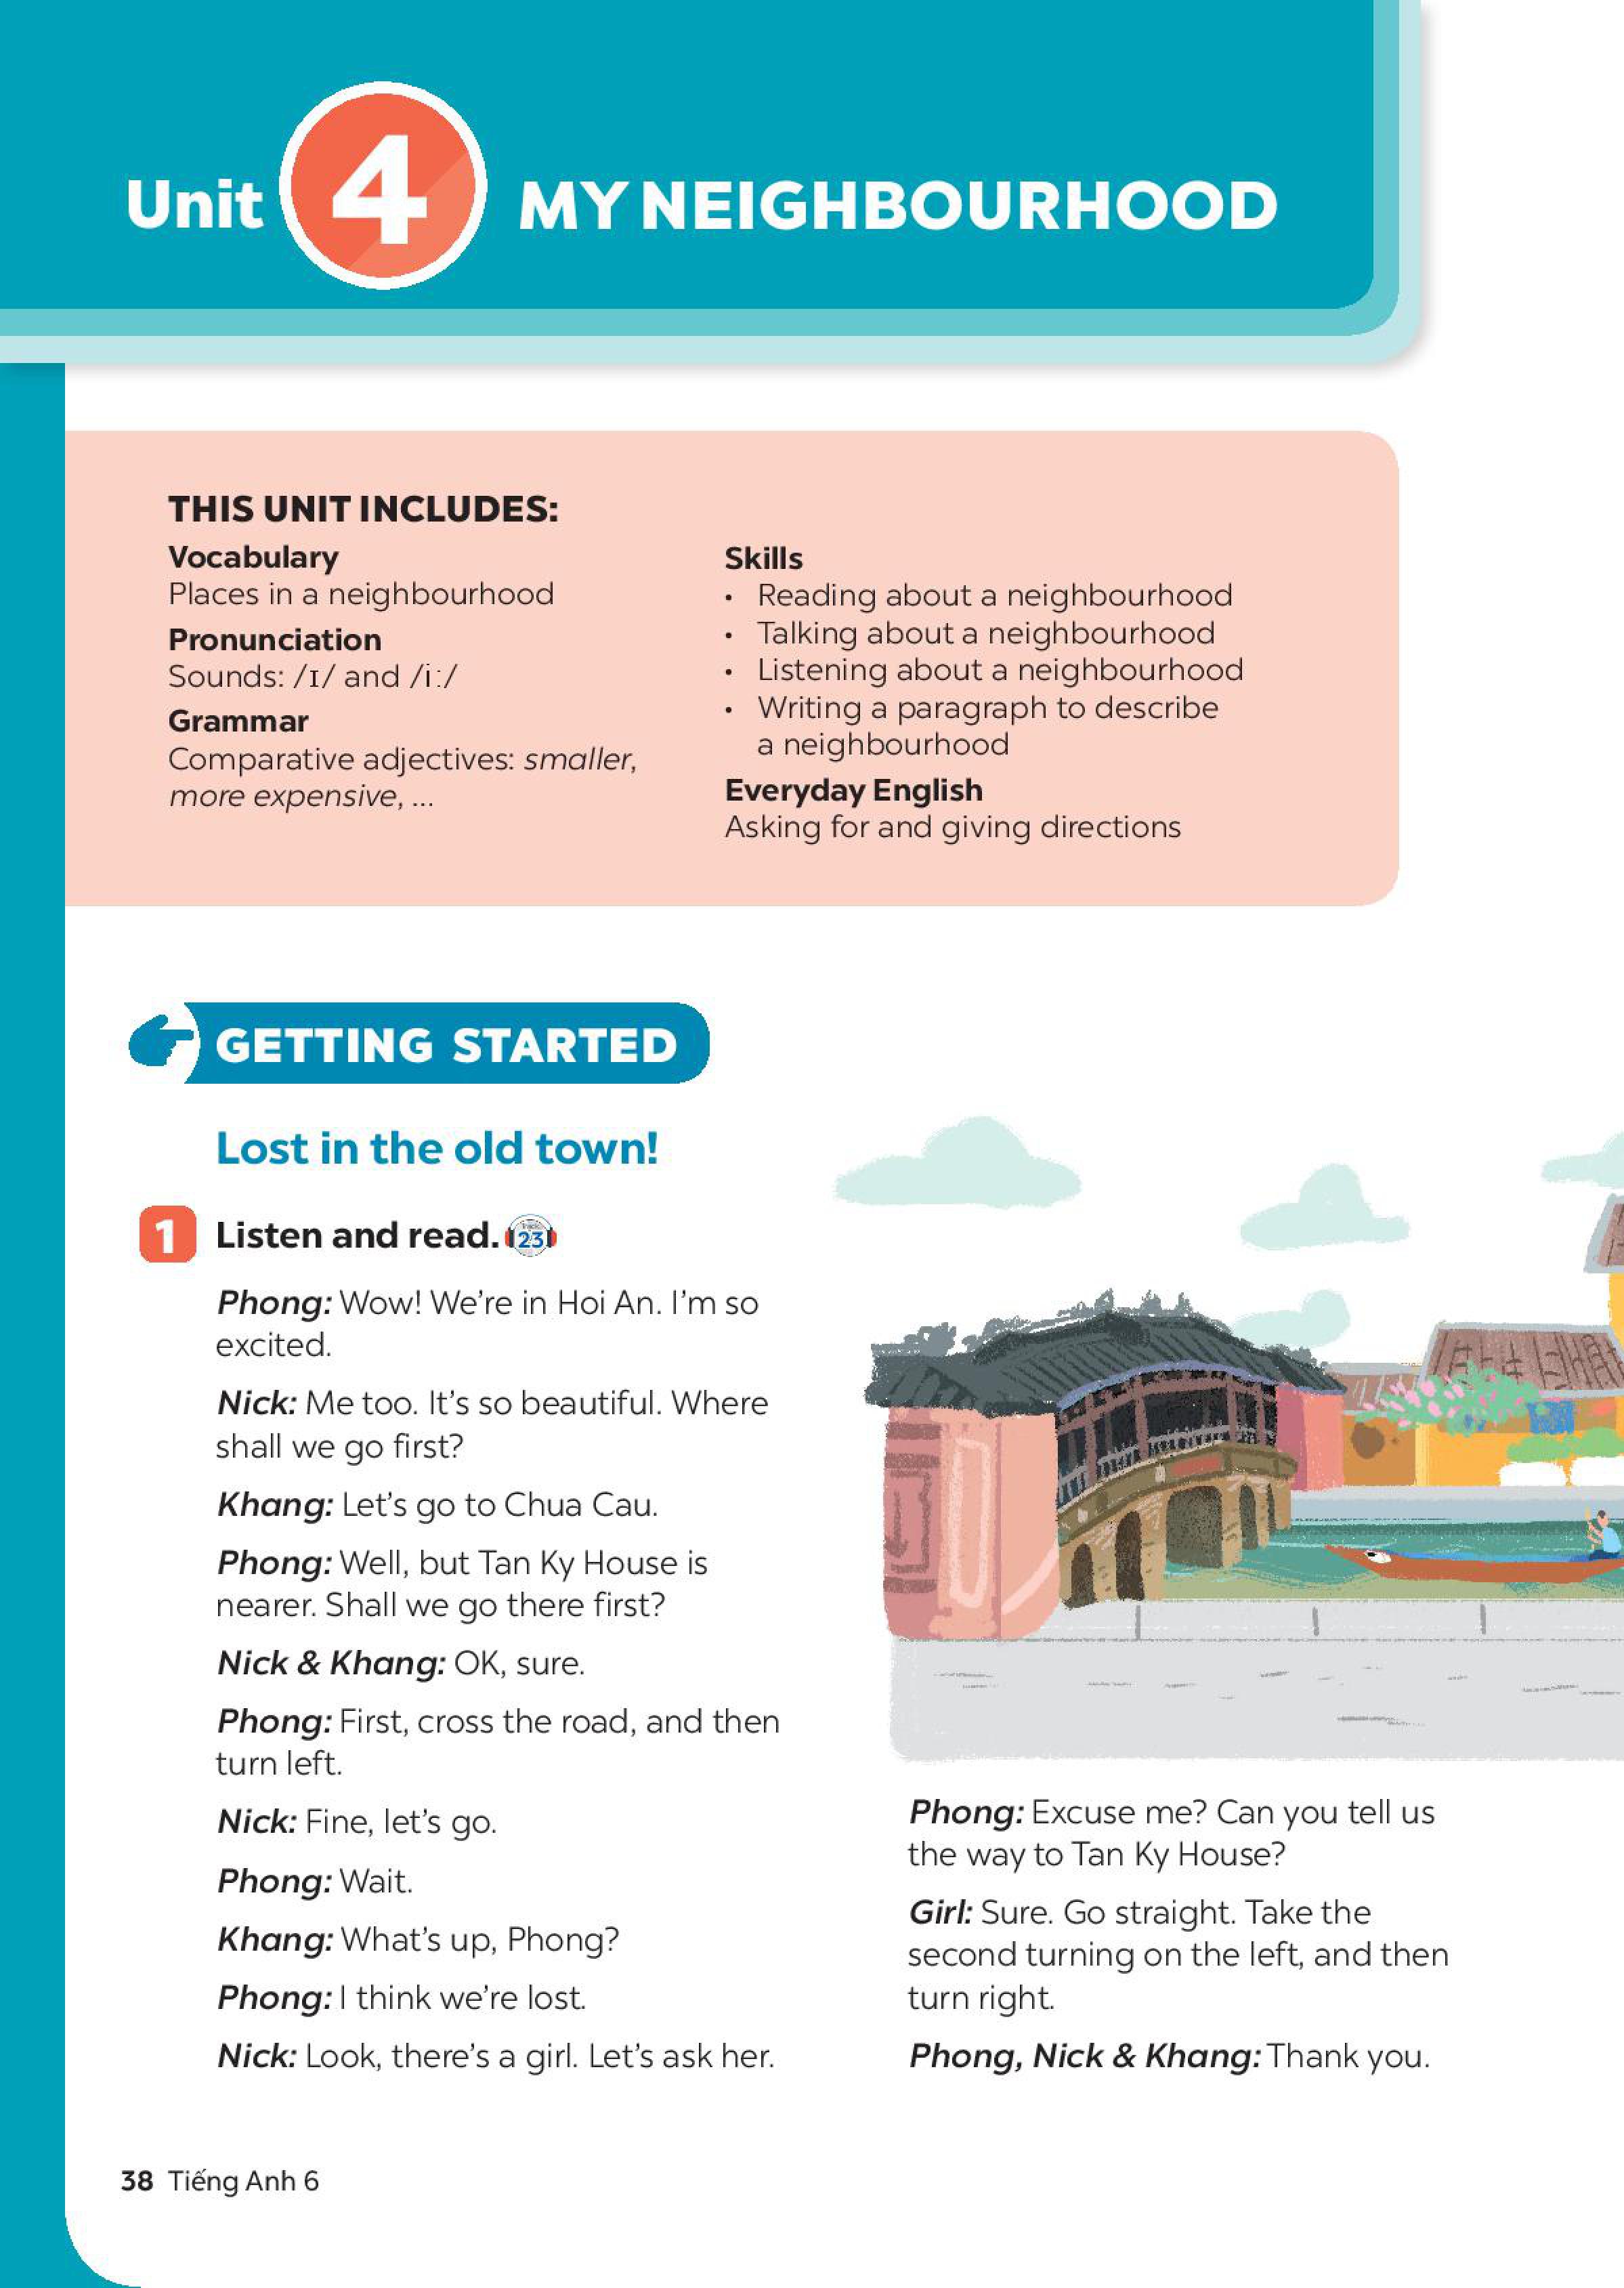 Unit 4 MY NEIGHBOURHOOD
THIS UNIT INCLUDES:
Vocabulary
Places in a neighbourhood
Pronunciation
Sounds: /ɪ/ and /iː/
Grammar
Comparative adjectives: smaller,
more expensive, ...
Skills
• Reading about a neighbourhood
• Talking about a neighbourhood
• Listening about a neighbourhood
• Writing a paragraph to describe
a neighbourhood
Everyday English
Asking for and giving directions
GETTING STARTED
Lost in the old town!
1 Listen and read. Track 23
Phong: Wow! We're in Hoi An. I'm so
excited.
Nick: Me too. It's so beautiful. Where
shall we go first?
Khang: Let's go to Chua Cau.
Phong: Well, but Tan Ky House is
nearer. Shall we go there first?
Nick & Khang: OK, sure.
Phong: First, cross the road, and then
turn left.
Nick: Fine, let's go.
Phong: Wait.
Khang: What's up, Phong?
Phong: I think we're lost.
Nick: Look, there's a girl. Let's ask her.
Phong: Excuse me? Can you tell us
the way to Tan Ky House?
Girl: Sure. Go straight. Take the
second turning on the left, and then
turn right.
Phong, Nick & Khang: Thank you.
38 Tiếng Anh 6